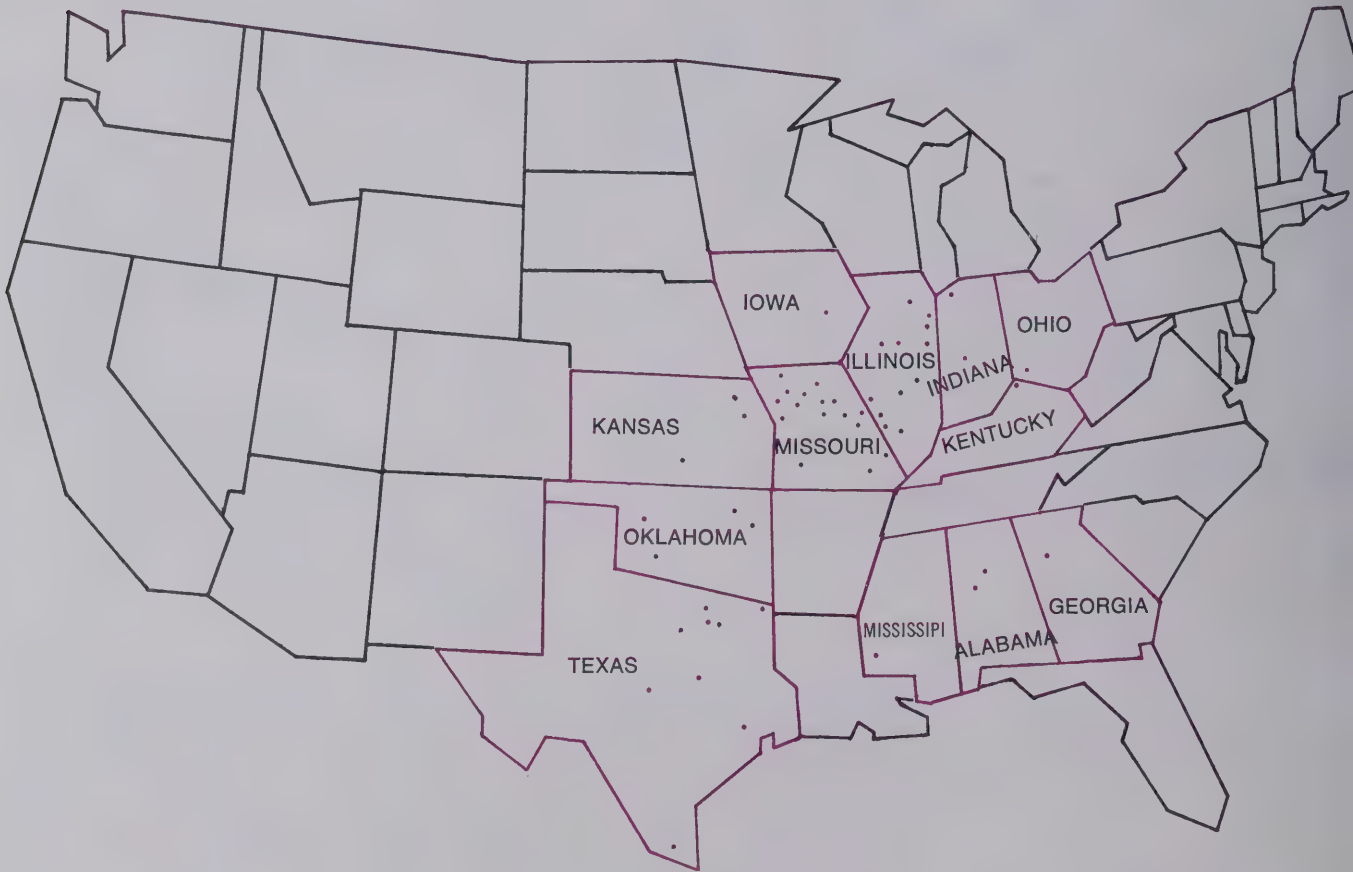 IOWA
OHIO
ILLINOIS
INDIANA
KANSAS
MISSOURI
KENTUCKY
OKLAHOMA
GEORGIA
MISSISSIPI
ALABAMA
TEXAS